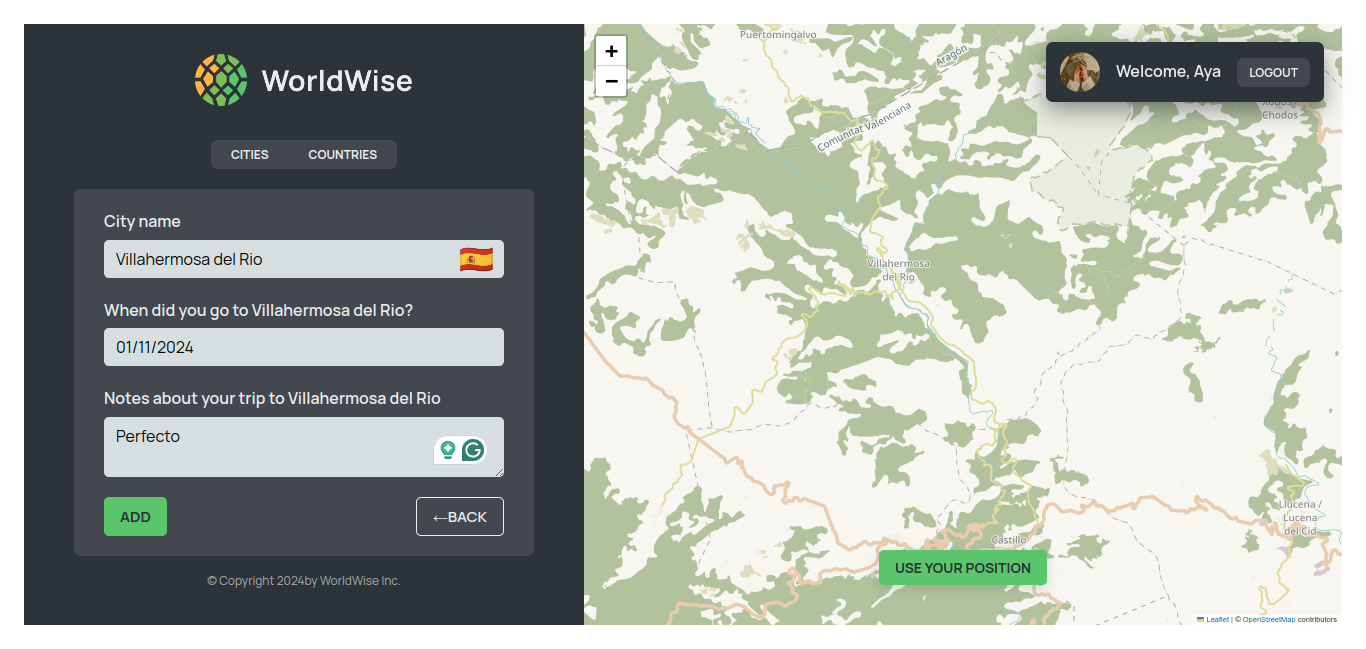 WorldWise
CITIES COUNTRIES
City name
Villahermosa del Rio
When did you go to Villahermosa del Rio?
01/11/2024
Notes about your trip to Villahermosa del Rio
Perfecto
ADD
←BACK
© Copyright 2024by WorldWise Inc.
+
−
Puertomingalvo
Aragón
Comunitat Valenciana
Welcome, Aya
LOGOUT
Chodos
Villahermosa
del Río
Llucena /
Lucena
del Cid
Castillo
USE YOUR POSITION
Leaflet | © OpenStreetMap contributors